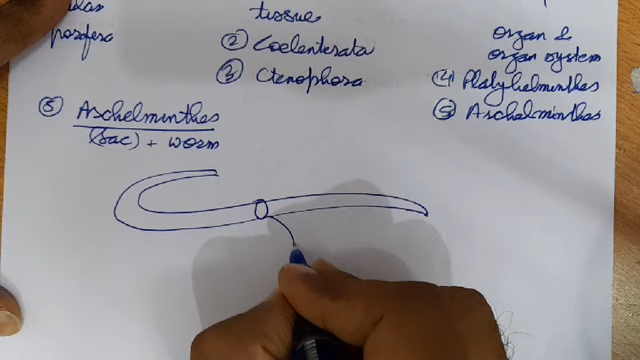 porifera
tissue
② Coelenterata
③ Ctenophora
organ &
organ system
④ Platyhelminthes
⑤ Aschelminthes
⑤ Aschelminthes
(Sac) + worm